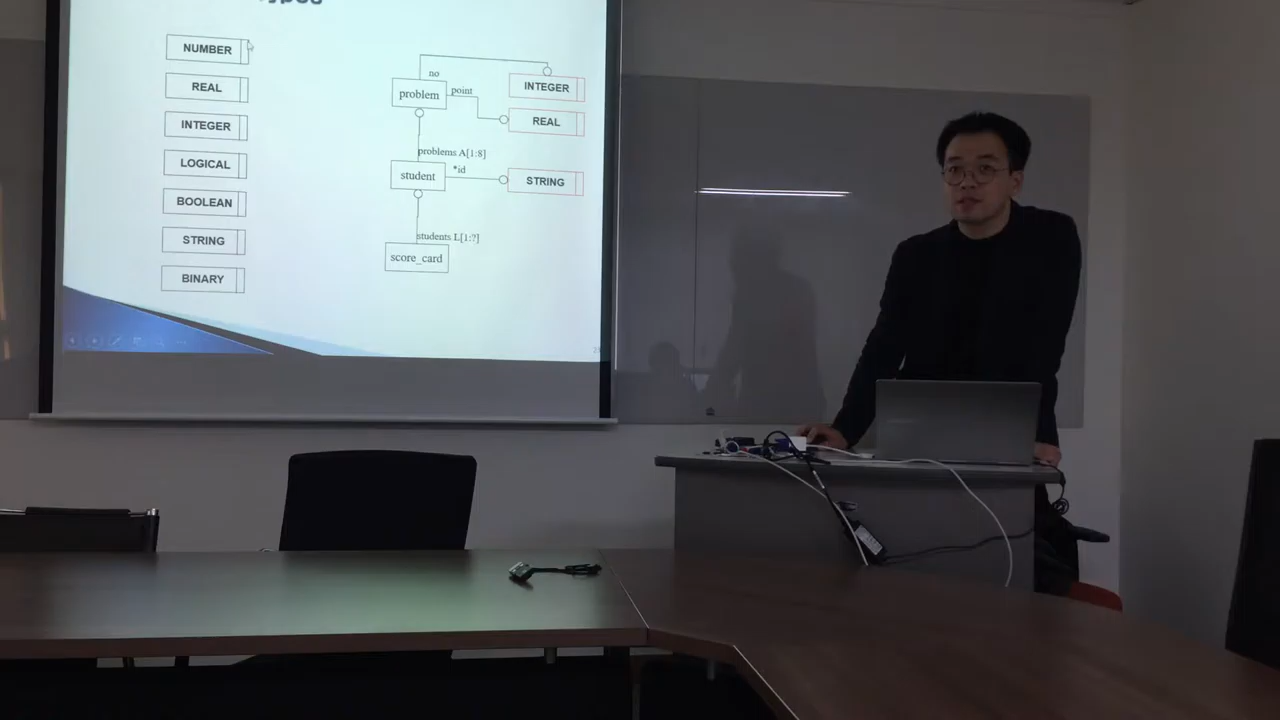 NUMBER
REAL
INTEGER
LOGICAL
BOOLEAN
STRING
BINARY
no
problem
point
INTEGER
REAL
problems A[1:8]
*id
student
STRING
students L[1:?]
score_card